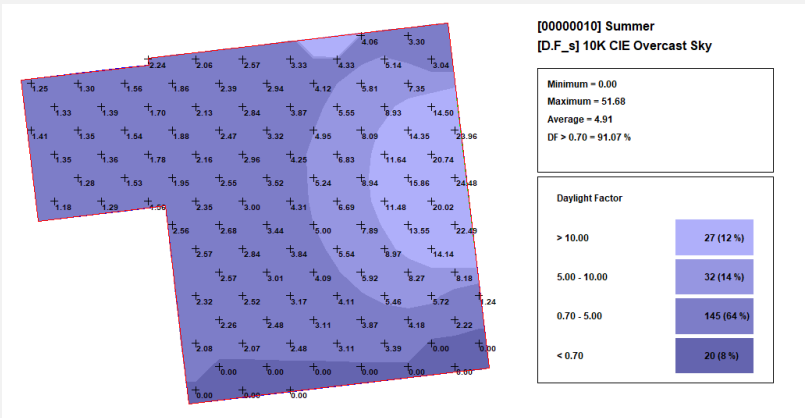 [00000010] Summer
[D.F_s] 10K CIE Overcast Sky
Minimum = 0.00
Maximum = 51.68
Average = 4.91
DF > 0.70 = 91.07 %
Daylight Factor
> 10.00 27 (12 %)
5.00 - 10.00 32 (14 %)
0.70 - 5.00 145 (64 %)
< 0.70 20 (8 %)
4.06 3.30
2.24 2.06 2.57 3.33 4.33 5.14 3.04
1.25 1.30 1.56 1.86 2.39 2.94 4.12 5.81 7.35
1.33 1.39 1.70 2.13 2.84 3.87 5.55 8.93 14.50
1.41 1.35 1.54 1.88 2.47 3.32 4.95 8.09 14.35 23.96
1.35 1.36 1.78 2.16 2.96 4.25 6.83 11.64 20.74
1.28 1.53 1.95 2.55 3.52 5.24 8.94 15.86 24.48
1.18 1.29 1.56 2.35 3.00 4.31 6.69 11.48 20.02
2.56 2.68 3.44 5.00 7.89 13.55 22.49
2.57 2.84 3.84 5.54 8.97 14.14
2.57 3.01 4.09 5.92 8.27 8.18
2.32 2.52 3.17 4.11 5.46 5.72 1.24
2.26 2.48 3.11 3.87 4.18 2.22
2.08 2.07 2.48 3.11 3.39 0.00 0.00
0.00 0.00 0.00 0.00 0.00 0.00
0.00 0.00 0.00